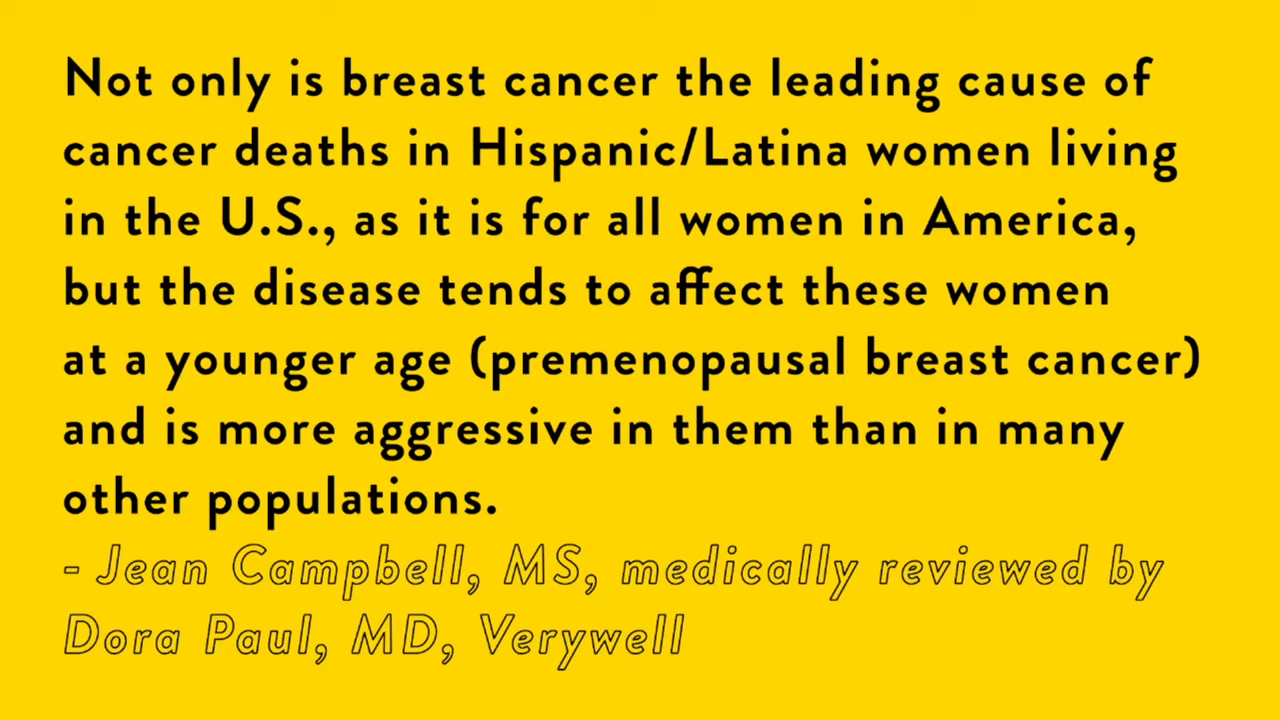 Not only is breast cancer the leading cause of
cancer deaths in Hispanic/Latina women living
in the U.S., as it is for all women in America,
but the disease tends to affect these women
at a younger age (premenopausal breast cancer)
and is more aggressive in them than in many
other populations.
- Jean Campbell, MS, medically reviewed by
Dora Paul, MD, Verywell